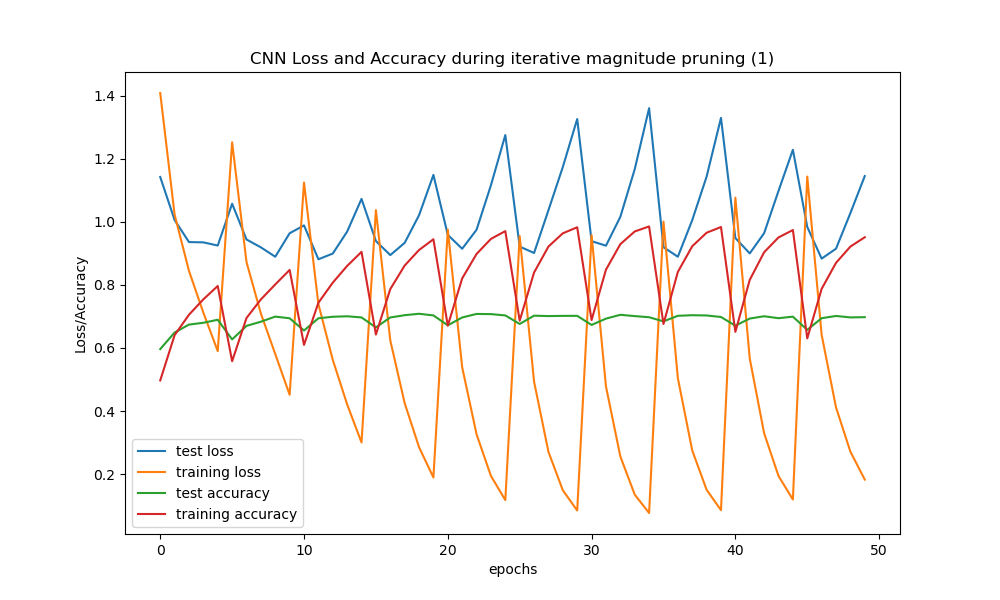 CNN Loss and Accuracy during iterative magnitude pruning (1)
1.4
1.2
1.0
0.8
0.6
0.4
0.2
Loss/Accuracy
test loss
training loss
test accuracy
training accuracy
0 10 20 30 40 50
epochs